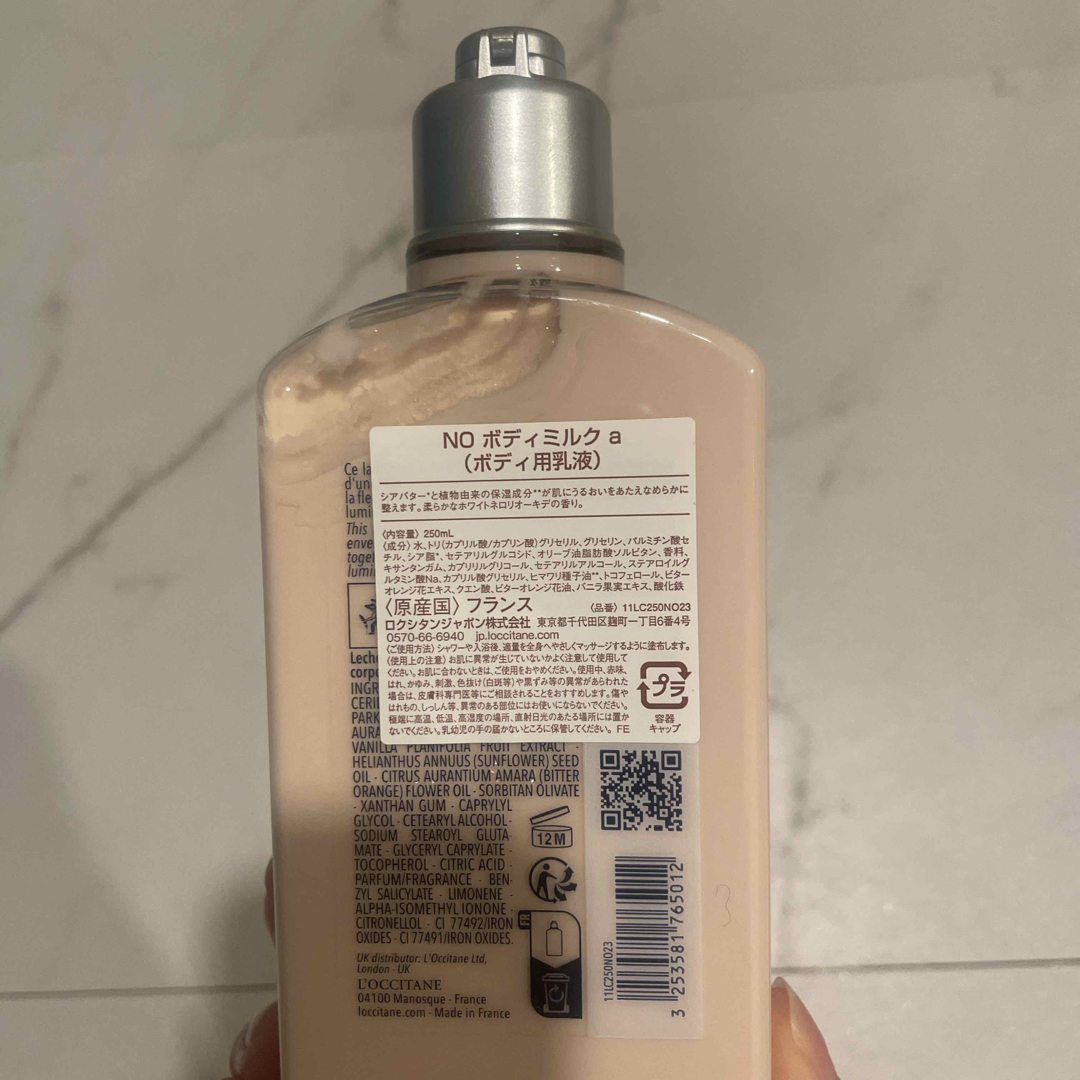 NO ボディミルク a
（ボディ用乳液）
シアバター*と植物由来の保湿成分**が肌にうるおいをあたえなめらかに
整えます。柔らかなホワイトネロリオーキデの香り。
〈内容量〉 250mL
〈成分〉水、トリ(カプリル酸/カプリン酸)グリセリル、グリセリン、パルミチン酸セ
チル、シア脂*、セテアリルグルコシド、オリーブ油脂肪酸ソルビタン、香料、
キサンタンガム、カプリリルグリコール、セテアリルアルコール、ステアロイルグ
ルタミン酸Na、カプリル酸グリセリル、ヒマワリ種子油**、トコフェロール、ビター
オレンジ花エキス、クエン酸、ビターオレンジ花油、バニラ果実エキス、酸化鉄
〈原産国〉フランス 〈品番〉 11LC250NO23
ロクシタンジャポン株式会社 東京都千代田区麹町一丁目6番4号
0570-66-6940 jp.loccitane.com
〈ご使用方法〉シャワーや入浴後、適量を全身へやさしくマッサージするように塗布します。
〈使用上の注意〉お肌に異常が生じていないかよく注意して使用して
ください。お肌に合わないときは、ご使用をおやめください。使用中、赤味、
はれ、かゆみ、刺激、色抜け(白斑等)や黒ずみ等の異常があらわれた
場合は、皮膚科専門医等にご相談されることをおすすめします。傷や
はれもの、しっしん等、異常のある部位にはお使いにならないでください。
極端に高温、低温、高湿度の場所、直射日光のあたる場所には置か
ないでください。乳幼児の手の届かないところに保管してください。 FE
プラ
容器
キャップ
Ce la
d'un
la fle
lumi
This
enve
toget
lumin
Leche
corpo
INGR
CERI
PARK
AURA
VANILLA PLANIFOLIA FRUIT EXTRACT -
HELIANTHUS ANNUUS (SUNFLOWER) SEED
OIL - CITRUS AURANTIUM AMARA (BITTER
ORANGE) FLOWER OIL - SORBITAN OLIVATE
- XANTHAN GUM - CAPRYLYL
GLYCOL - CETEARYL ALCOHOL -
SODIUM STEAROYL GLUTA-
MATE - GLYCERYL CAPRYLATE -
TOCOPHEROL - CITRIC ACID -
PARFUM/FRAGRANCE - BEN-
ZYL SALICYLATE - LIMONENE -
ALPHA-ISOMETHYL IONONE -
CITRONELLOL - CI 77492/IRON
OXIDES - CI 77491/IRON OXIDES.
UK distributor: L'Occitane Ltd,
London - UK
L'OCCITANE
04100 Manosque - France
loccitane.com - Made in France
12M
FR
11LC250NO23
3 253581 765012